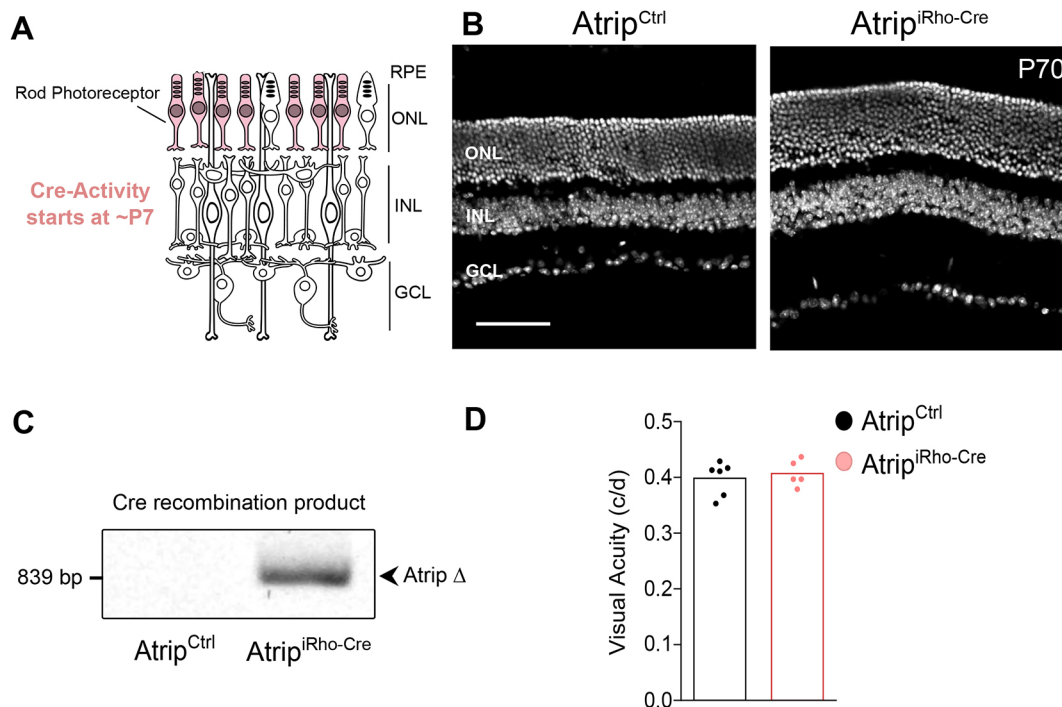 A
Rod Photoreceptor
Cre-Activity
starts at ~P7
RPE
ONL
INL
GCL
B
Atrip^Ctrl
Atrip^iRho-Cre
P70
ONL
INL
GCL
C
Cre recombination product
839 bp
Atrip Δ
Atrip^Ctrl
Atrip^iRho-Cre
D
Visual Acuity (c/d)
0.5
0.4
0.4
0.2
0.1
0.0
Atrip^Ctrl
Atrip^iRho-Cre